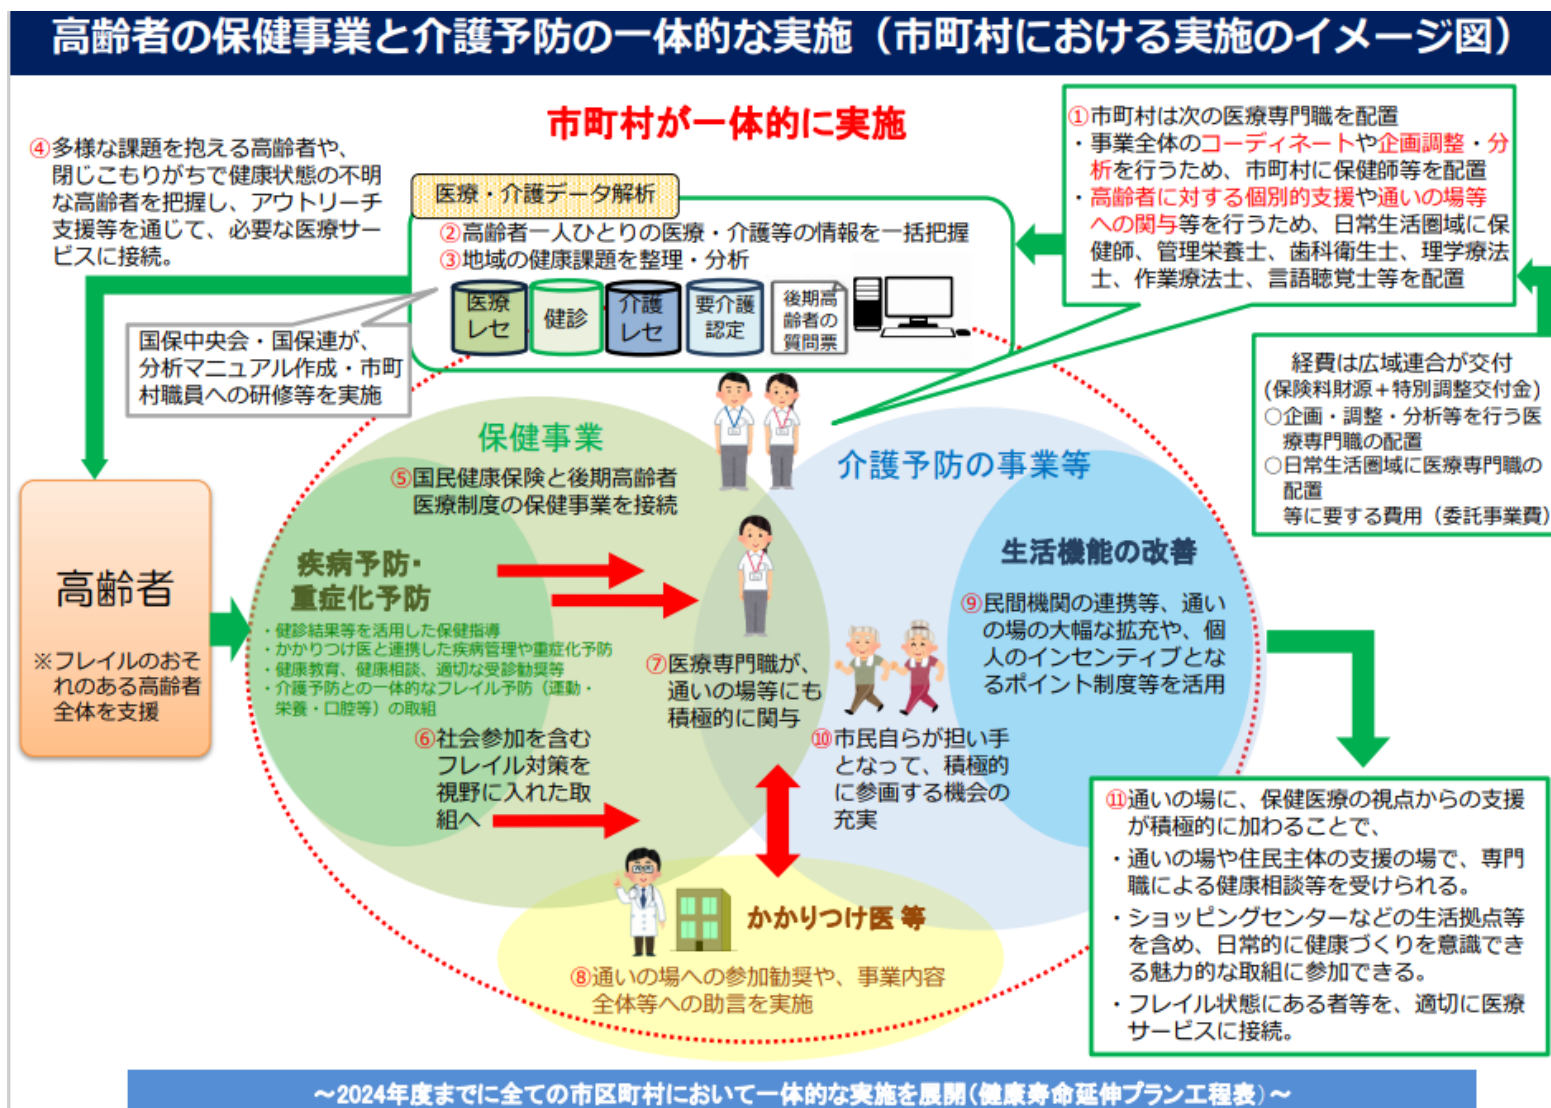 高齢者の保健事業と介護予防の一体的な実施（市町村における実施のイメージ図）
市町村が一体的に実施
①市町村は次の医療専門職を配置
・事業全体のコーディネートや企画調整・分
析を行うため、市町村に保健師等を配置
・高齢者に対する個別的支援や通いの場等
への関与等を行うため、日常生活圏域に保
健師、管理栄養士、歯科衛生士、理学療法
士、作業療法士、言語聴覚士等を配置
④多様な課題を抱える高齢者や、
閉じこもりがちで健康状態の不明
な高齢者を把握し、アウトリーチ
支援等を通じて、必要な医療サー
ビスに接続。
医療・介護データ解析
②高齢者一人ひとりの医療・介護等の情報を一括把握
③地域の健康課題を整理・分析
医療
レセ
健診
介護
レセ
要介護
認定
後期高
齢者の
質問票
国保中央会・国保連が、
分析マニュアル作成・市町
村職員への研修等を実施
経費は広域連合が交付
(保険料財源＋特別調整交付金)
○企画・調整・分析等を行う医
療専門職の配置
○日常生活圏域に医療専門職の
配置
等に要する費用（委託事業費）
保健事業
⑤国民健康保険と後期高齢者
医療制度の保健事業を接続
介護予防の事業等
高齢者
※フレイルのおそ
れのある高齢者
全体を支援
疾病予防・
重症化予防
・健診結果等を活用した保健指導
・かかりつけ医と連携した疾病管理や重症化予防
・健康教育、健康相談、適切な受診勧奨等
・介護予防との一体的なフレイル予防（運動・
栄養・口腔等）の取組
⑥社会参加を含む
フレイル対策を
視野に入れた取
組へ
⑦医療専門職が、
通いの場等にも
積極的に関与
生活機能の改善
⑨民間機関の連携等、通い
の場の大幅な拡充や、個
人のインセンティブとな
るポイント制度等を活用
⑩市民自らが担い手
となって、積極的
に参画する機会の
充実
かかりつけ医 等
⑧通いの場への参加勧奨や、事業内容
全体等への助言を実施
⑪通いの場に、保健医療の視点からの支援
が積極的に加わることで、
・通いの場や住民主体の支援の場で、専門
職による健康相談等を受けられる。
・ショッピングセンターなどの生活拠点等
を含め、日常的に健康づくりを意識でき
る魅力的な取組に参加できる。
・フレイル状態にある者等を、適切に医療
サービスに接続。
～2024年度までに全ての市区町村において一体的な実施を展開（健康寿命延伸プラン工程表）～